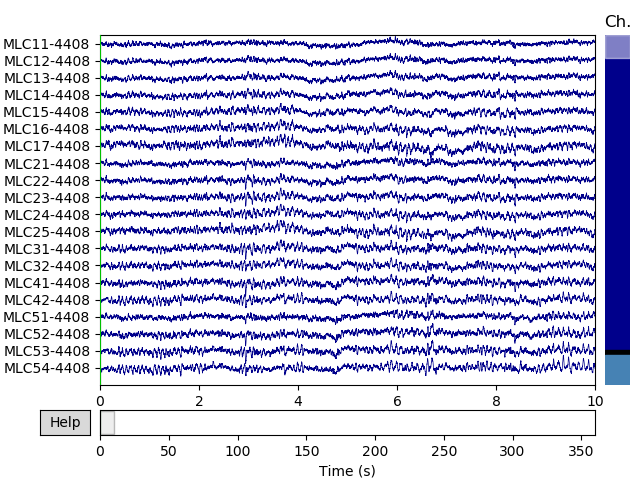 Ch.
MLC11-4408
MLC12-4408
MLC13-4408
MLC14-4408
MLC15-4408
MLC16-4408
MLC17-4408
MLC21-4408
MLC22-4408
MLC23-4408
MLC24-4408
MLC25-4408
MLC31-4408
MLC32-4408
MLC41-4408
MLC42-4408
MLC51-4408
MLC52-4408
MLC53-4408
MLC54-4408
0 2 4 6 8 10
Help
0 50 100 150 200 250 300 350
Time (s)